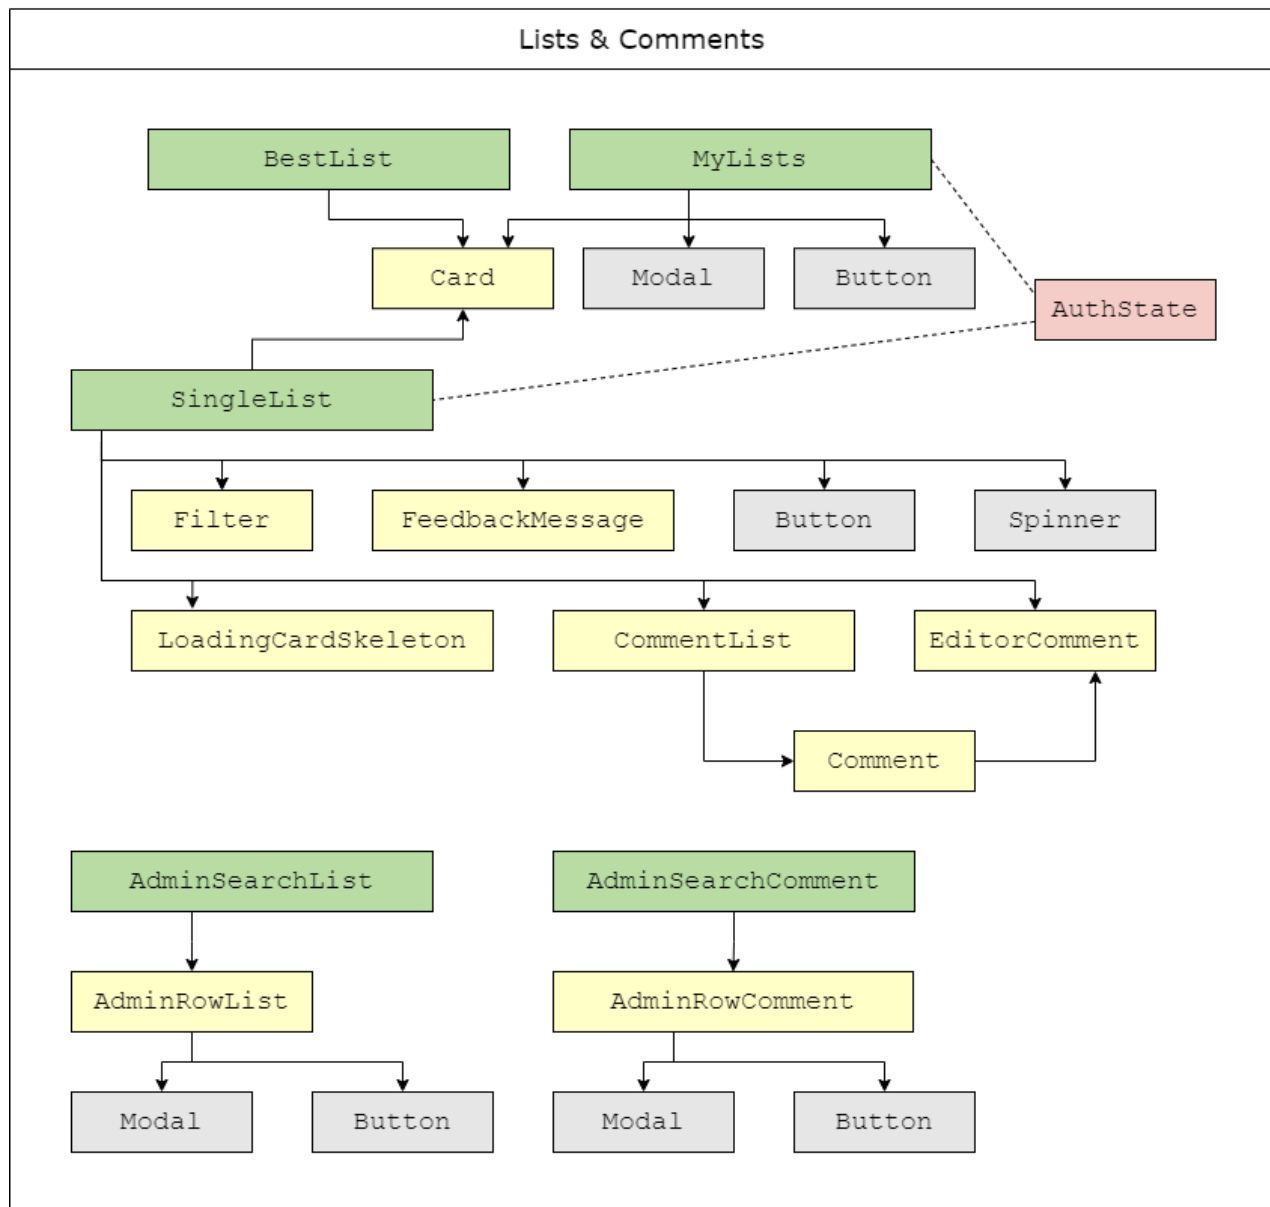 Lists & Comments
BestList
MyLists
Card
Modal
Button
AuthState
SingleList
Filter
FeedbackMessage
Button
Spinner
LoadingCardSkeleton
CommentList
EditorComment
Comment
AdminSearchList
AdminSearchComment
AdminRowList
AdminRowComment
Modal
Button
Modal
Button